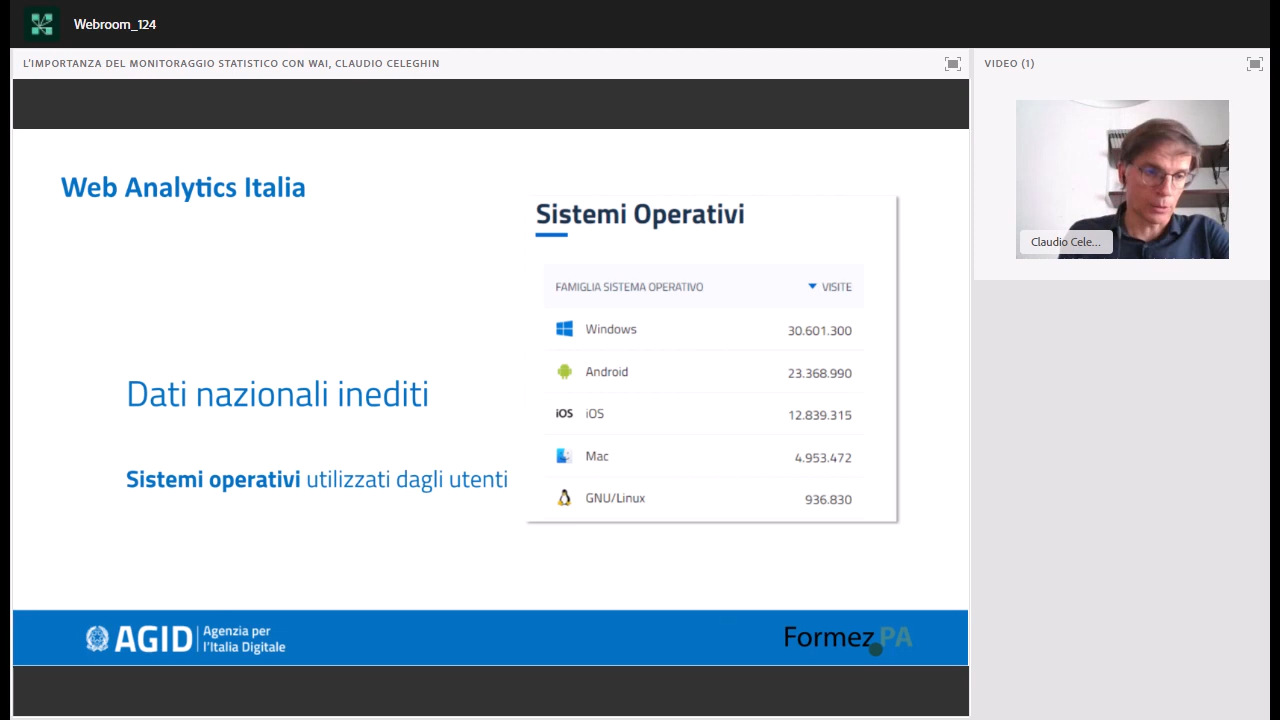 Webroom_124
L'IMPORTANZA DEL MONITORAGGIO STATISTICO CON WAI, CLAUDIO CELEGHIN
VIDEO (1)
Claudio Cele...
Web Analytics Italia
Dati nazionali inediti
Sistemi operativi utilizzati dagli utenti
Sistemi Operativi
FAMIGLIA SISTEMA OPERATIVO VISITE
Windows 30.601.300
Android 23.368.990
iOS iOS 12.839.315
Mac 4.953.472
GNU/Linux 936.830
AGID Agenzia per
l'Italia Digitale
Formez PA